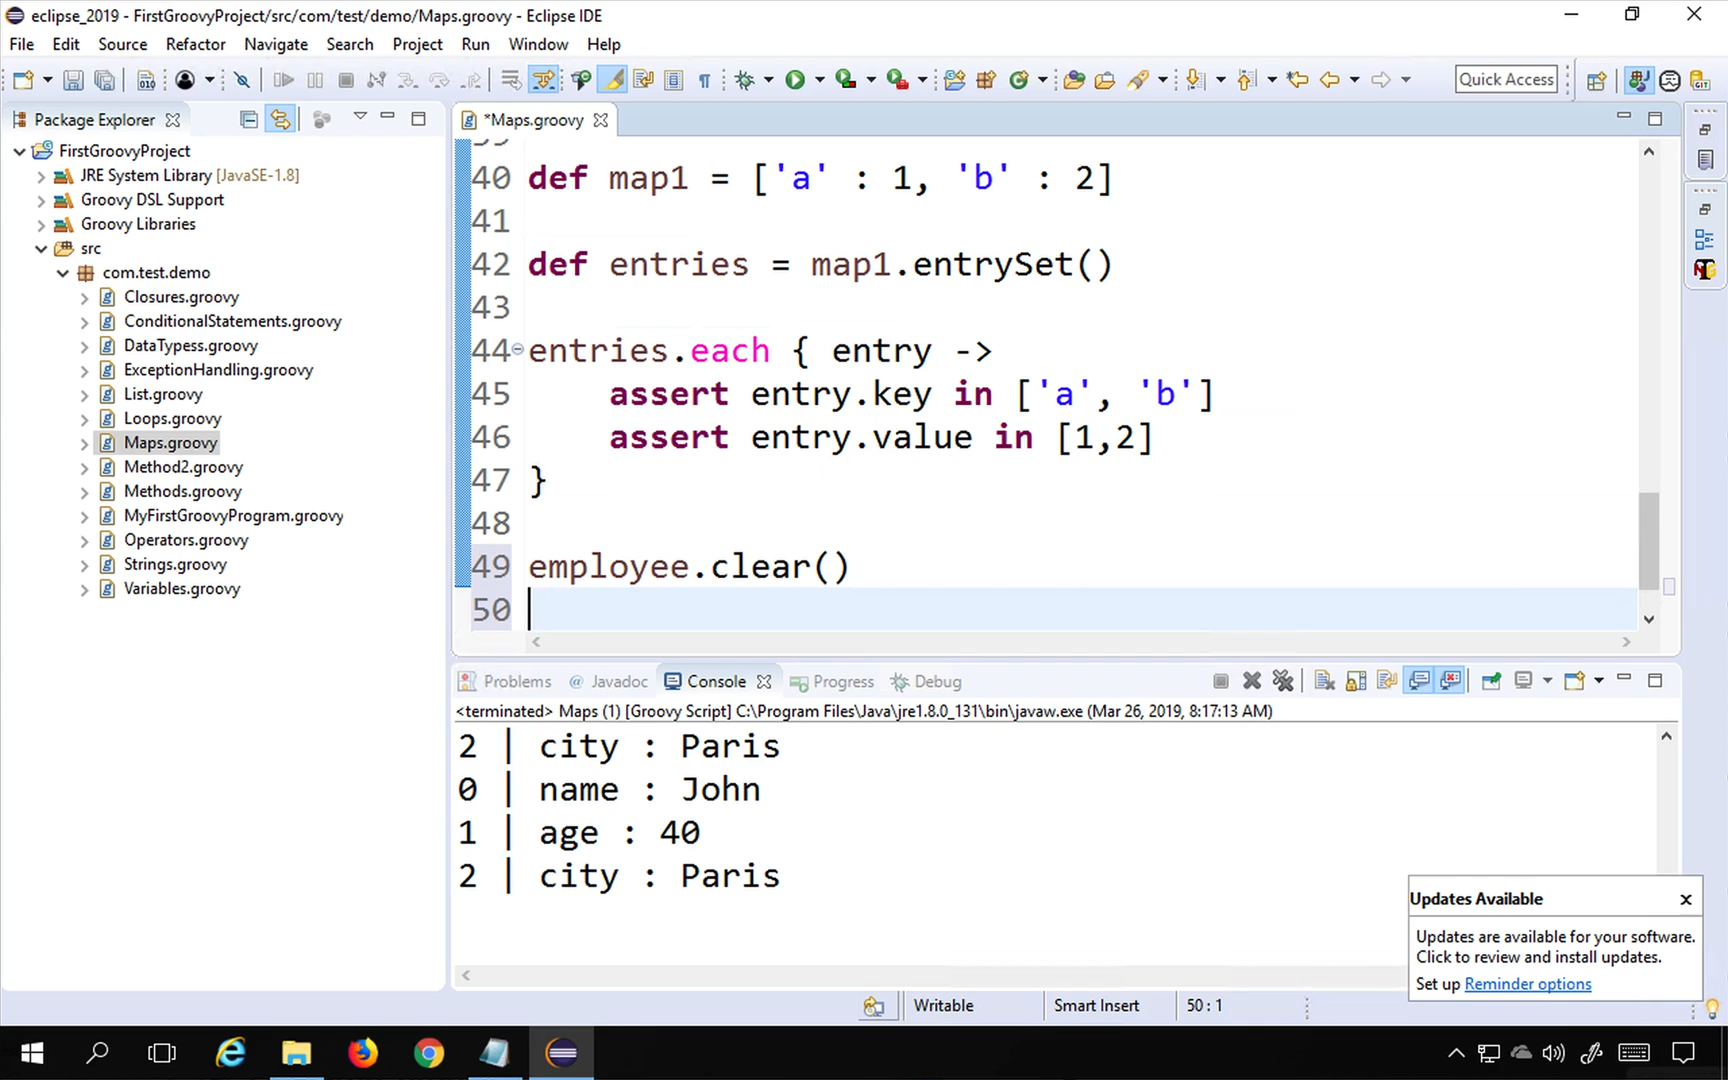 eclipse_2019 - FirstGroovyProject/src/com/test/demo/Maps.groovy - Eclipse IDE
File Edit Source Refactor Navigate Search Project Run Window Help
Quick Access
Package Explorer
FirstGroovyProject
JRE System Library [JavaSE-1.8]
Groovy DSL Support
Groovy Libraries
src
com.test.demo
Closures.groovy
ConditionalStatements.groovy
DataTypess.groovy
ExceptionHandling.groovy
List.groovy
Loops.groovy
Maps.groovy
Method2.groovy
Methods.groovy
MyFirstGroovyProgram.groovy
Operators.groovy
Strings.groovy
Variables.groovy
*Maps.groovy
40 def map1 = ['a' : 1, 'b' : 2]
41
42 def entries = map1.entrySet()
43
44 entries.each { entry ->
45 assert entry.key in ['a', 'b']
46 assert entry.value in [1,2]
47 }
48
49 employee.clear()
50
Problems @ Javadoc Console Progress Debug
<terminated> Maps (1) [Groovy Script] C:\Program Files\Java\jre1.8.0_131\bin\javaw.exe (Mar 26, 2019, 8:17:13 AM)
2 | city : Paris
0 | name : John
1 | age : 40
2 | city : Paris
Updates Available
Updates are available for your software.
Click to review and install updates.
Set up Reminder options
Writable Smart Insert 50 : 1